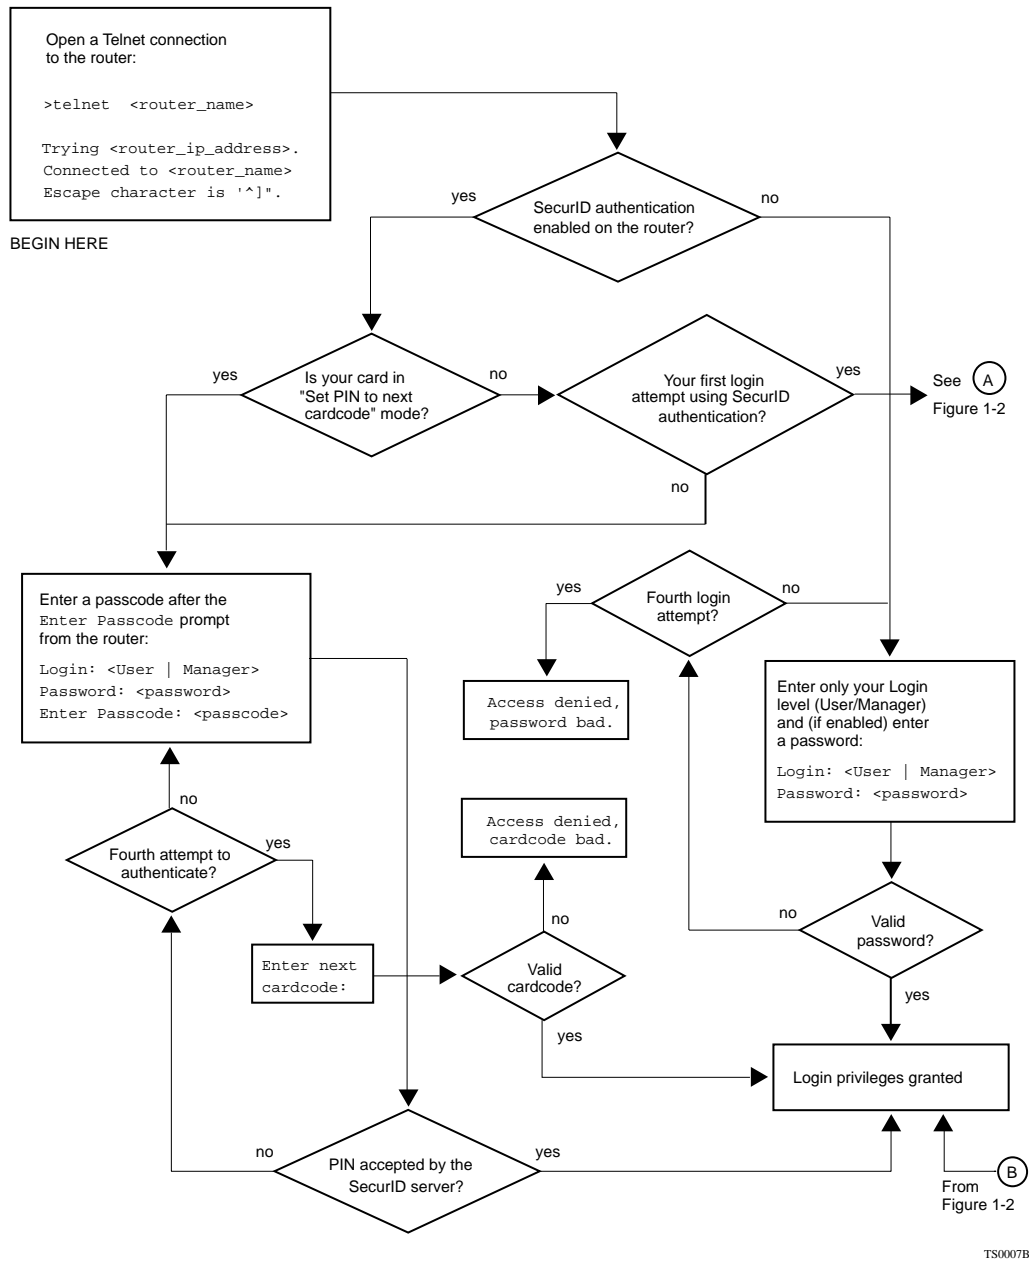 Open a Telnet connection
to the router:
>telnet <router_name>
Trying <router_ip_address>.
Connected to <router_name>
Escape character is '^]".
BEGIN HERE
SecurID authentication
enabled on the router?
yes
no
Is your card in
"Set PIN to next
cardcode" mode?
yes
no
Your first login
attempt using SecurID
authentication?
yes
no
See A
Figure 1-2
Enter a passcode after the
Enter Passcode prompt
from the router:
Login: <User | Manager>
Password: <password>
Enter Passcode: <passcode>
yes
Fourth login
attempt?
no
Access denied,
password bad.
Enter only your Login
level (User/Manager)
and (if enabled) enter
a password:
Login: <User | Manager>
Password: <password>
no
Fourth attempt to
authenticate?
yes
Access denied,
cardcode bad.
no
Enter next
cardcode:
Valid
cardcode?
yes
no
Valid
password?
yes
Login privileges granted
no
PIN accepted by the
SecurID server?
yes
B
From
Figure 1-2
TS0007B